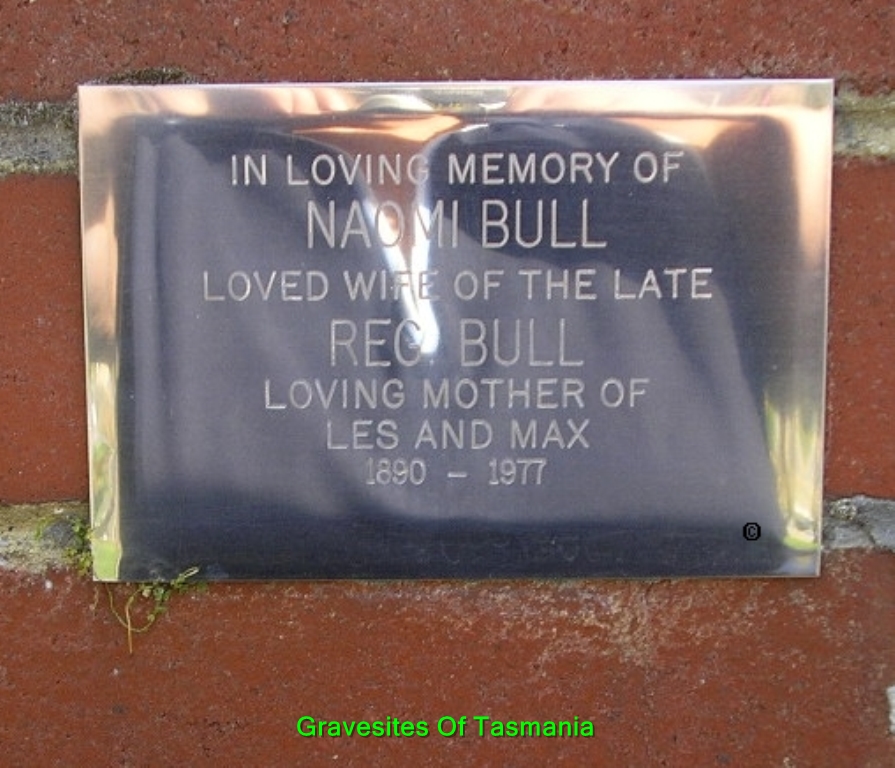 IN LOVING MEMORY OF
NAOMI BULL
LOVED WIFE OF THE LATE
REG. BULL
LOVING MOTHER OF
LES AND MAX
1890 – 1977
©
Gravesites Of Tasmania